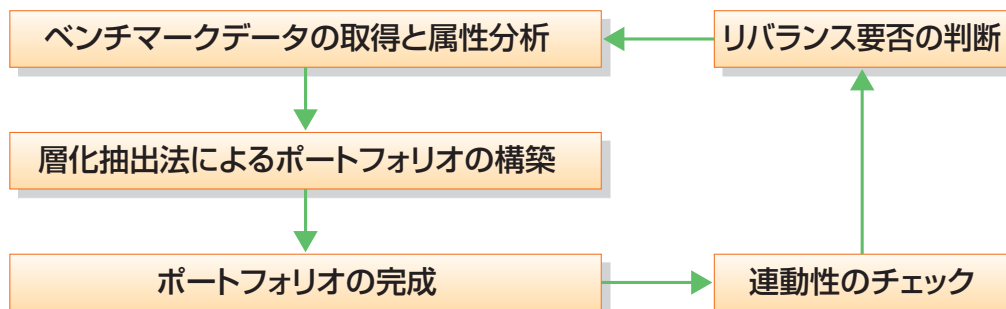 ベンチマークデータの取得と属性分析
リバランス要否の判断
層化抽出法によるポートフォリオの構築
ポートフォリオの完成
連動性のチェック